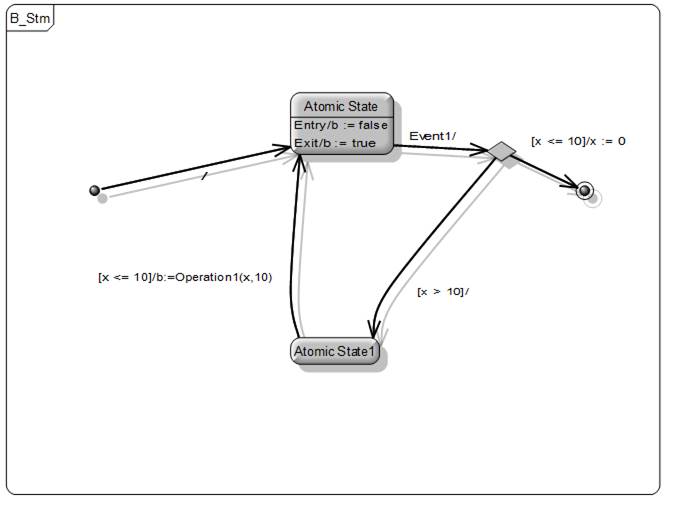 B_Stm
Atomic State
Entry/b := false
Exit/b := true
Event1/
[x <= 10]/x := 0
/
[x <= 10]/b:=Operation1(x,10)
[x > 10]/
Atomic State1